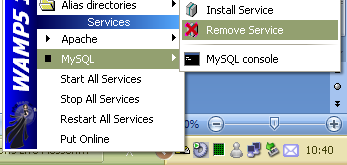 WAMP5
Alias directories
Services
Apache
MySQL
Start All Services
Stop All Services
Restart All Services
Put Online
Install Service
Remove Service
MySQL console
0%
10:40